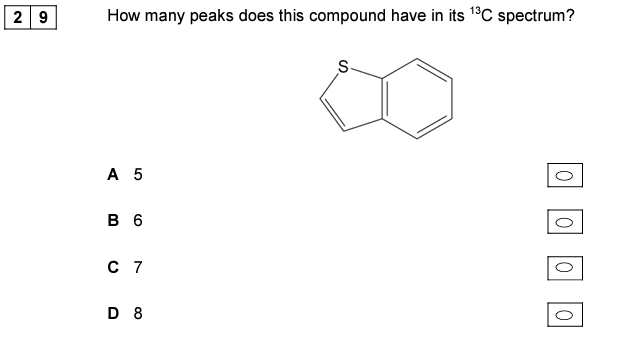 2 9 How many peaks does this compound have in its ¹³C spectrum?
S
A 5
B 6
C 7
D 8